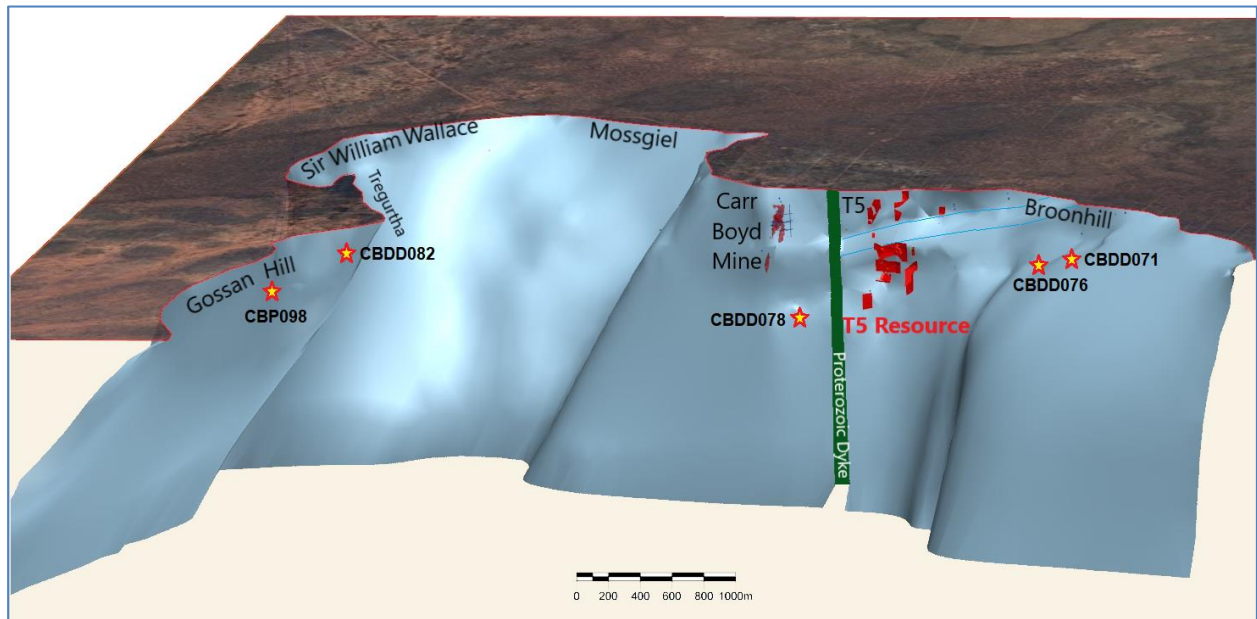 Sir William Wallace
Mossgiel
Tregurtha
Carr
Boyd
Mine
T5
Broonhill
CBDD082
Gossan Hill
CBP098
CBDD071
CBDD076
CBDD078
T5 Resource
Proterozoic Dyke
0 200 400 600 800 1000m